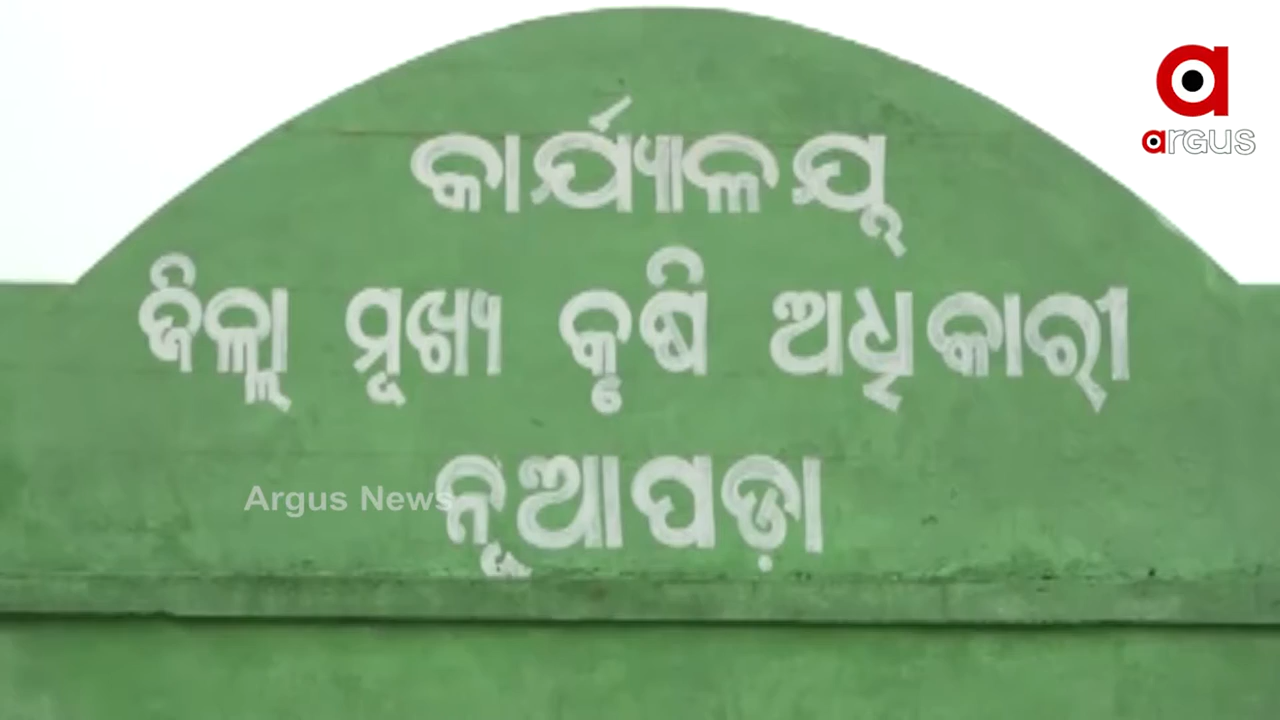 argus
କାର୍ଯ୍ୟାଳୟ
ଜିଲ୍ଲା ମୂଖ୍ୟ କୃଷି ଅଧିକାରୀ
Argus News
ନୂଆପଡ଼ା